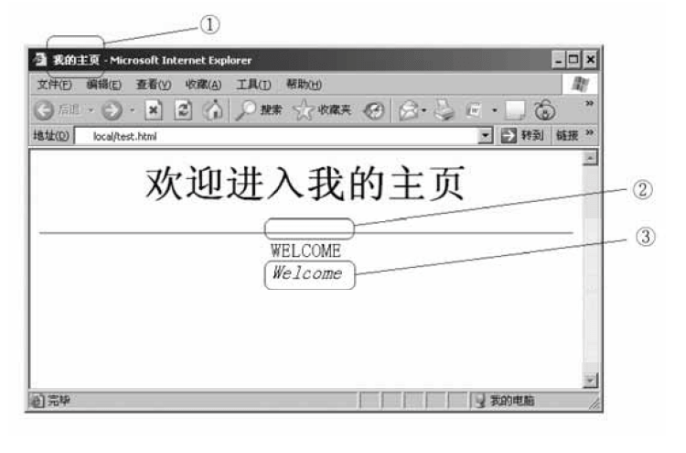 ①
我的主页 - Microsoft Internet Explorer
文件(F) 编辑(E) 查看(V) 收藏(A) 工具(T) 帮助(H)
后退 搜索 收藏夹 »
地址(D) local/test.html 转到 链接 »
欢迎进入我的主页
②
③
WELCOME
Welcome
完毕 我的电脑